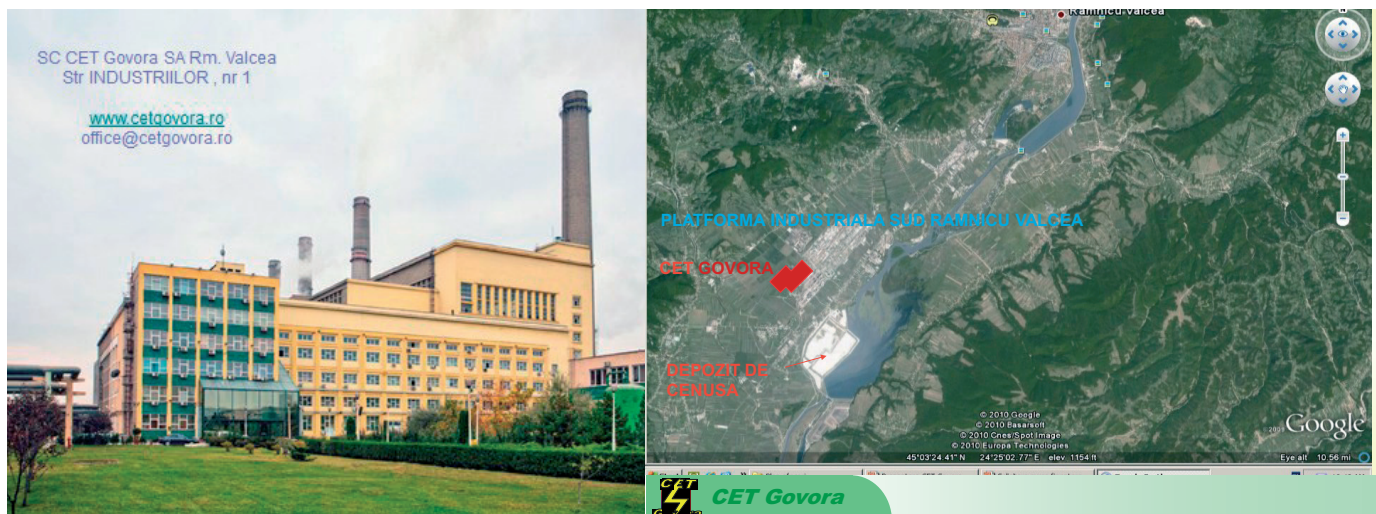 SC CET Govora SA Rm. Valcea
Str INDUSTRIILOR , nr 1
www.cetgovora.ro
office@cetgovora.ro
Ramnicu Valcea
PLATFORMA INDUSTRIALA SUD RAMNICU VALCEA
CET GOVORA
DEPOZIT DE
CENUSA
© 2010 Google
© 2010 Basarsoft
© 2010 Cnes/Spot Image
© 2010 Europa Technologies
Google
45°03'24.41" N 24°25'02.77" E elev 1154 ft
Eye alt 10.56 mi
CET
CET Govora